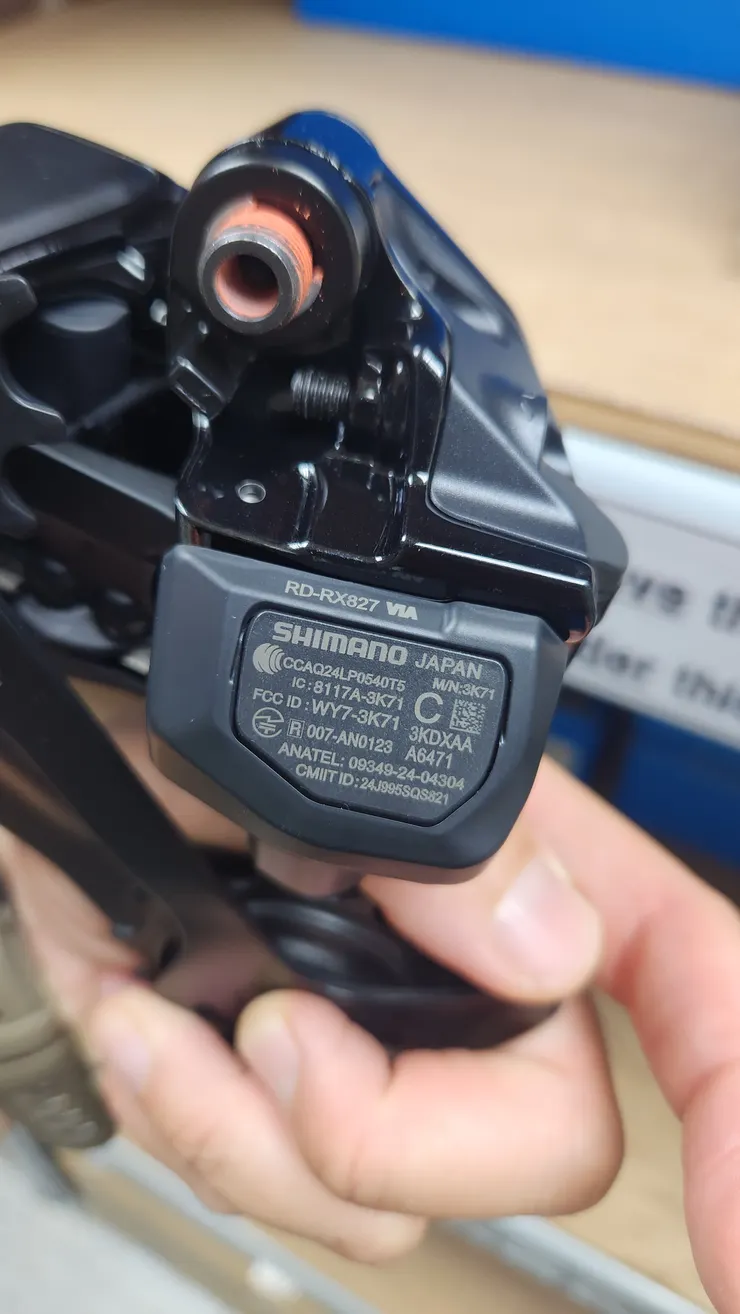 RD-RX827 VIA
SHIMANO JAPAN
CCAQ24LP0540T5 M/N:3K71
IC: 8117A-3K71 C
FCC ID: WY7-3K71 3KDXAA
R 007-AN0123 A6471
ANATEL: 09349-24-04304
CMIIT ID: 24J995SQS821